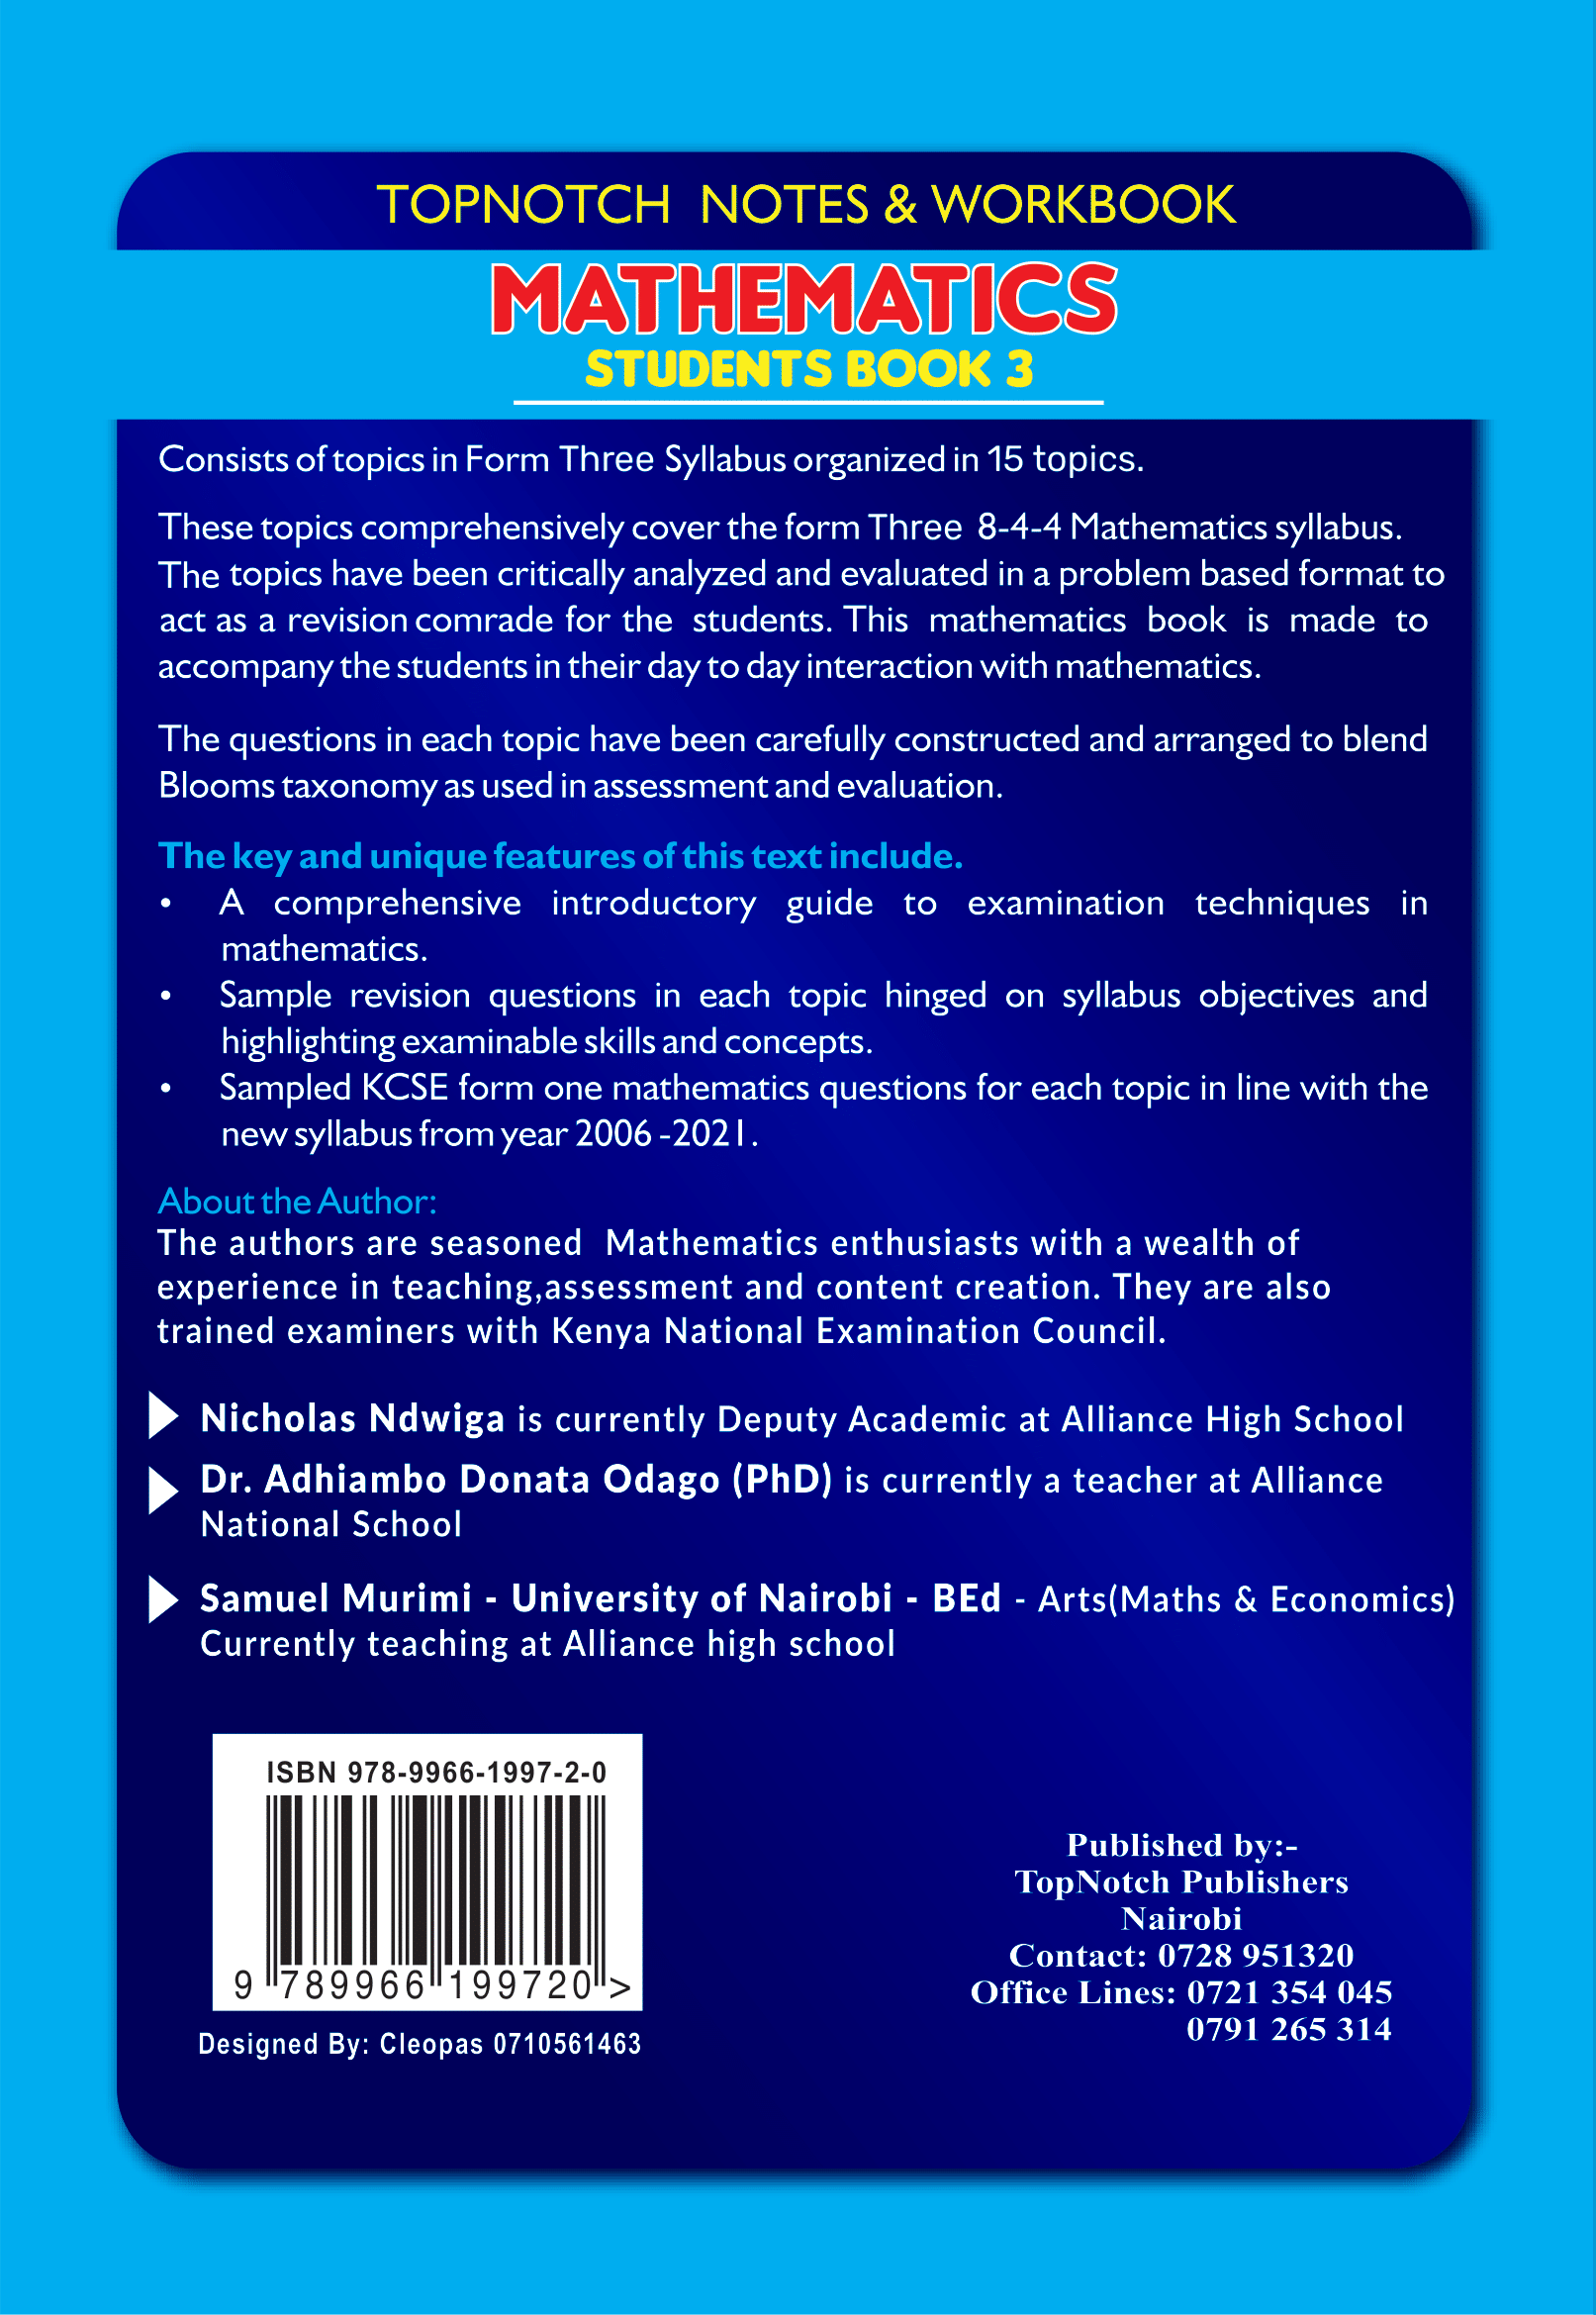 TOPNOTCH NOTES & WORKBOOK
MATHEMATICS
STUDENTS BOOK 3
Consists of topics in Form Three Syllabus organized in 15 topics.
These topics comprehensively cover the form Three 8-4-4 Mathematics syllabus.
The topics have been critically analyzed and evaluated in a problem based format to
act as a revision comrade for the students. This mathematics book is made to
accompany the students in their day to day interaction with mathematics.
The questions in each topic have been carefully constructed and arranged to blend
Blooms taxonomy as used in assessment and evaluation.
The key and unique features of this text include.
• A comprehensive introductory guide to examination techniques in
mathematics.
• Sample revision questions in each topic hinged on syllabus objectives and
highlighting examinable skills and concepts.
• Sampled KCSE form one mathematics questions for each topic in line with the
new syllabus from year 2006 -2021.
About the Author:
The authors are seasoned Mathematics enthusiasts with a wealth of
experience in teaching,assessment and content creation. They are also
trained examiners with Kenya National Examination Council.
Nicholas Ndwiga is currently Deputy Academic at Alliance High School
Dr. Adhiambo Donata Odago (PhD) is currently a teacher at Alliance
National School
Samuel Murimi - University of Nairobi - BEd - Arts(Maths & Economics)
Currently teaching at Alliance high school
ISBN 978-9966-1997-2-0
9 789966 199720 >
Designed By: Cleopas 0710561463
Published by:-
TopNotch Publishers
Nairobi
Contact: 0728 951320
Office Lines: 0721 354 045
0791 265 314